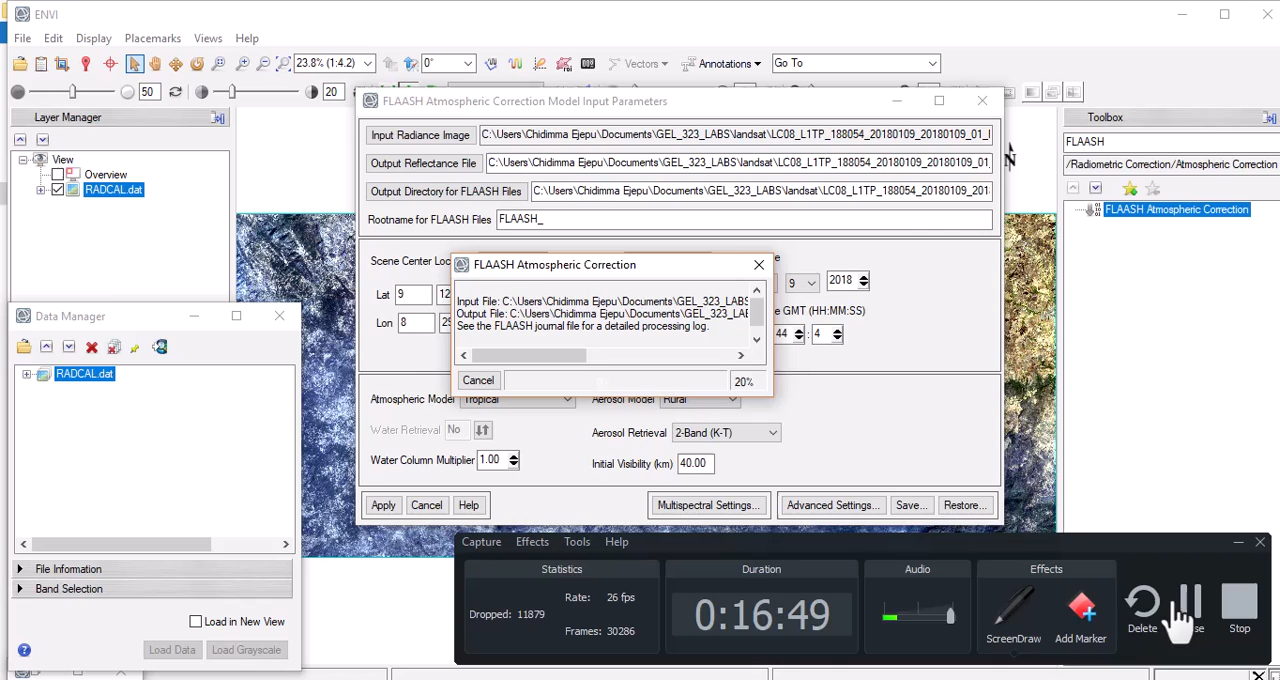 ENVI
File Edit Display Placemarks Views Help
23.8% (1:4.2) 0° Vectors Annotations Go To
50 20
Layer Manager
View
Overview
RADCAL.dat
FLAASH Atmospheric Correction Model Input Parameters
Input Radiance Image C:\Users\Chidimma Ejepu\Documents\GEL_323_LABS\landsat\LC08_L1TP_188054_20180109_20180109_01_
Output Reflectance File C:\Users\Chidimma Ejepu\Documents\GEL_323_LABS\landsat\LC08_L1TP_188054_20180109_20180109_01_
Output Directory for FLAASH Files C:\Users\Chidimma Ejepu\Documents\GEL_323_LABS\landsat\LC08_L1TP_188054_20180109_201
Rootname for FLAASH Files FLAASH_
Scene Center Loc
Lat 9 12
Lon 8
9 2018
GMT (HH:MM:SS)
44 : 4
FLAASH Atmospheric Correction
Input File: C:\Users\Chidimma Ejepu\Documents\GEL_323_LABS
Output File: C:\Users\Chidimma Ejepu\Documents\GEL_323_LAB
See the FLAASH journal file for a detailed processing log.
Cancel 20%
Atmospheric Model Tropical Aerosol Model Rural
Water Retrieval No Aerosol Retrieval 2-Band (K-T)
Water Column Multiplier 1.00 Initial Visibility (km) 40.00
Apply Cancel Help Multispectral Settings... Advanced Settings... Save... Restore...
Toolbox
FLAASH
/Radiometric Correction/Atmospheric Correction
FLAASH Atmospheric Correction
N
Data Manager
RADCAL.dat
File Information
Band Selection
Load in New View
Load Data Load Grayscale
Capture Effects Tools Help
Statistics Duration Audio Effects
Dropped: 11879 Rate: 26 fps
Frames: 30286
0:16:49
ScreenDraw Add Marker Delete Stop